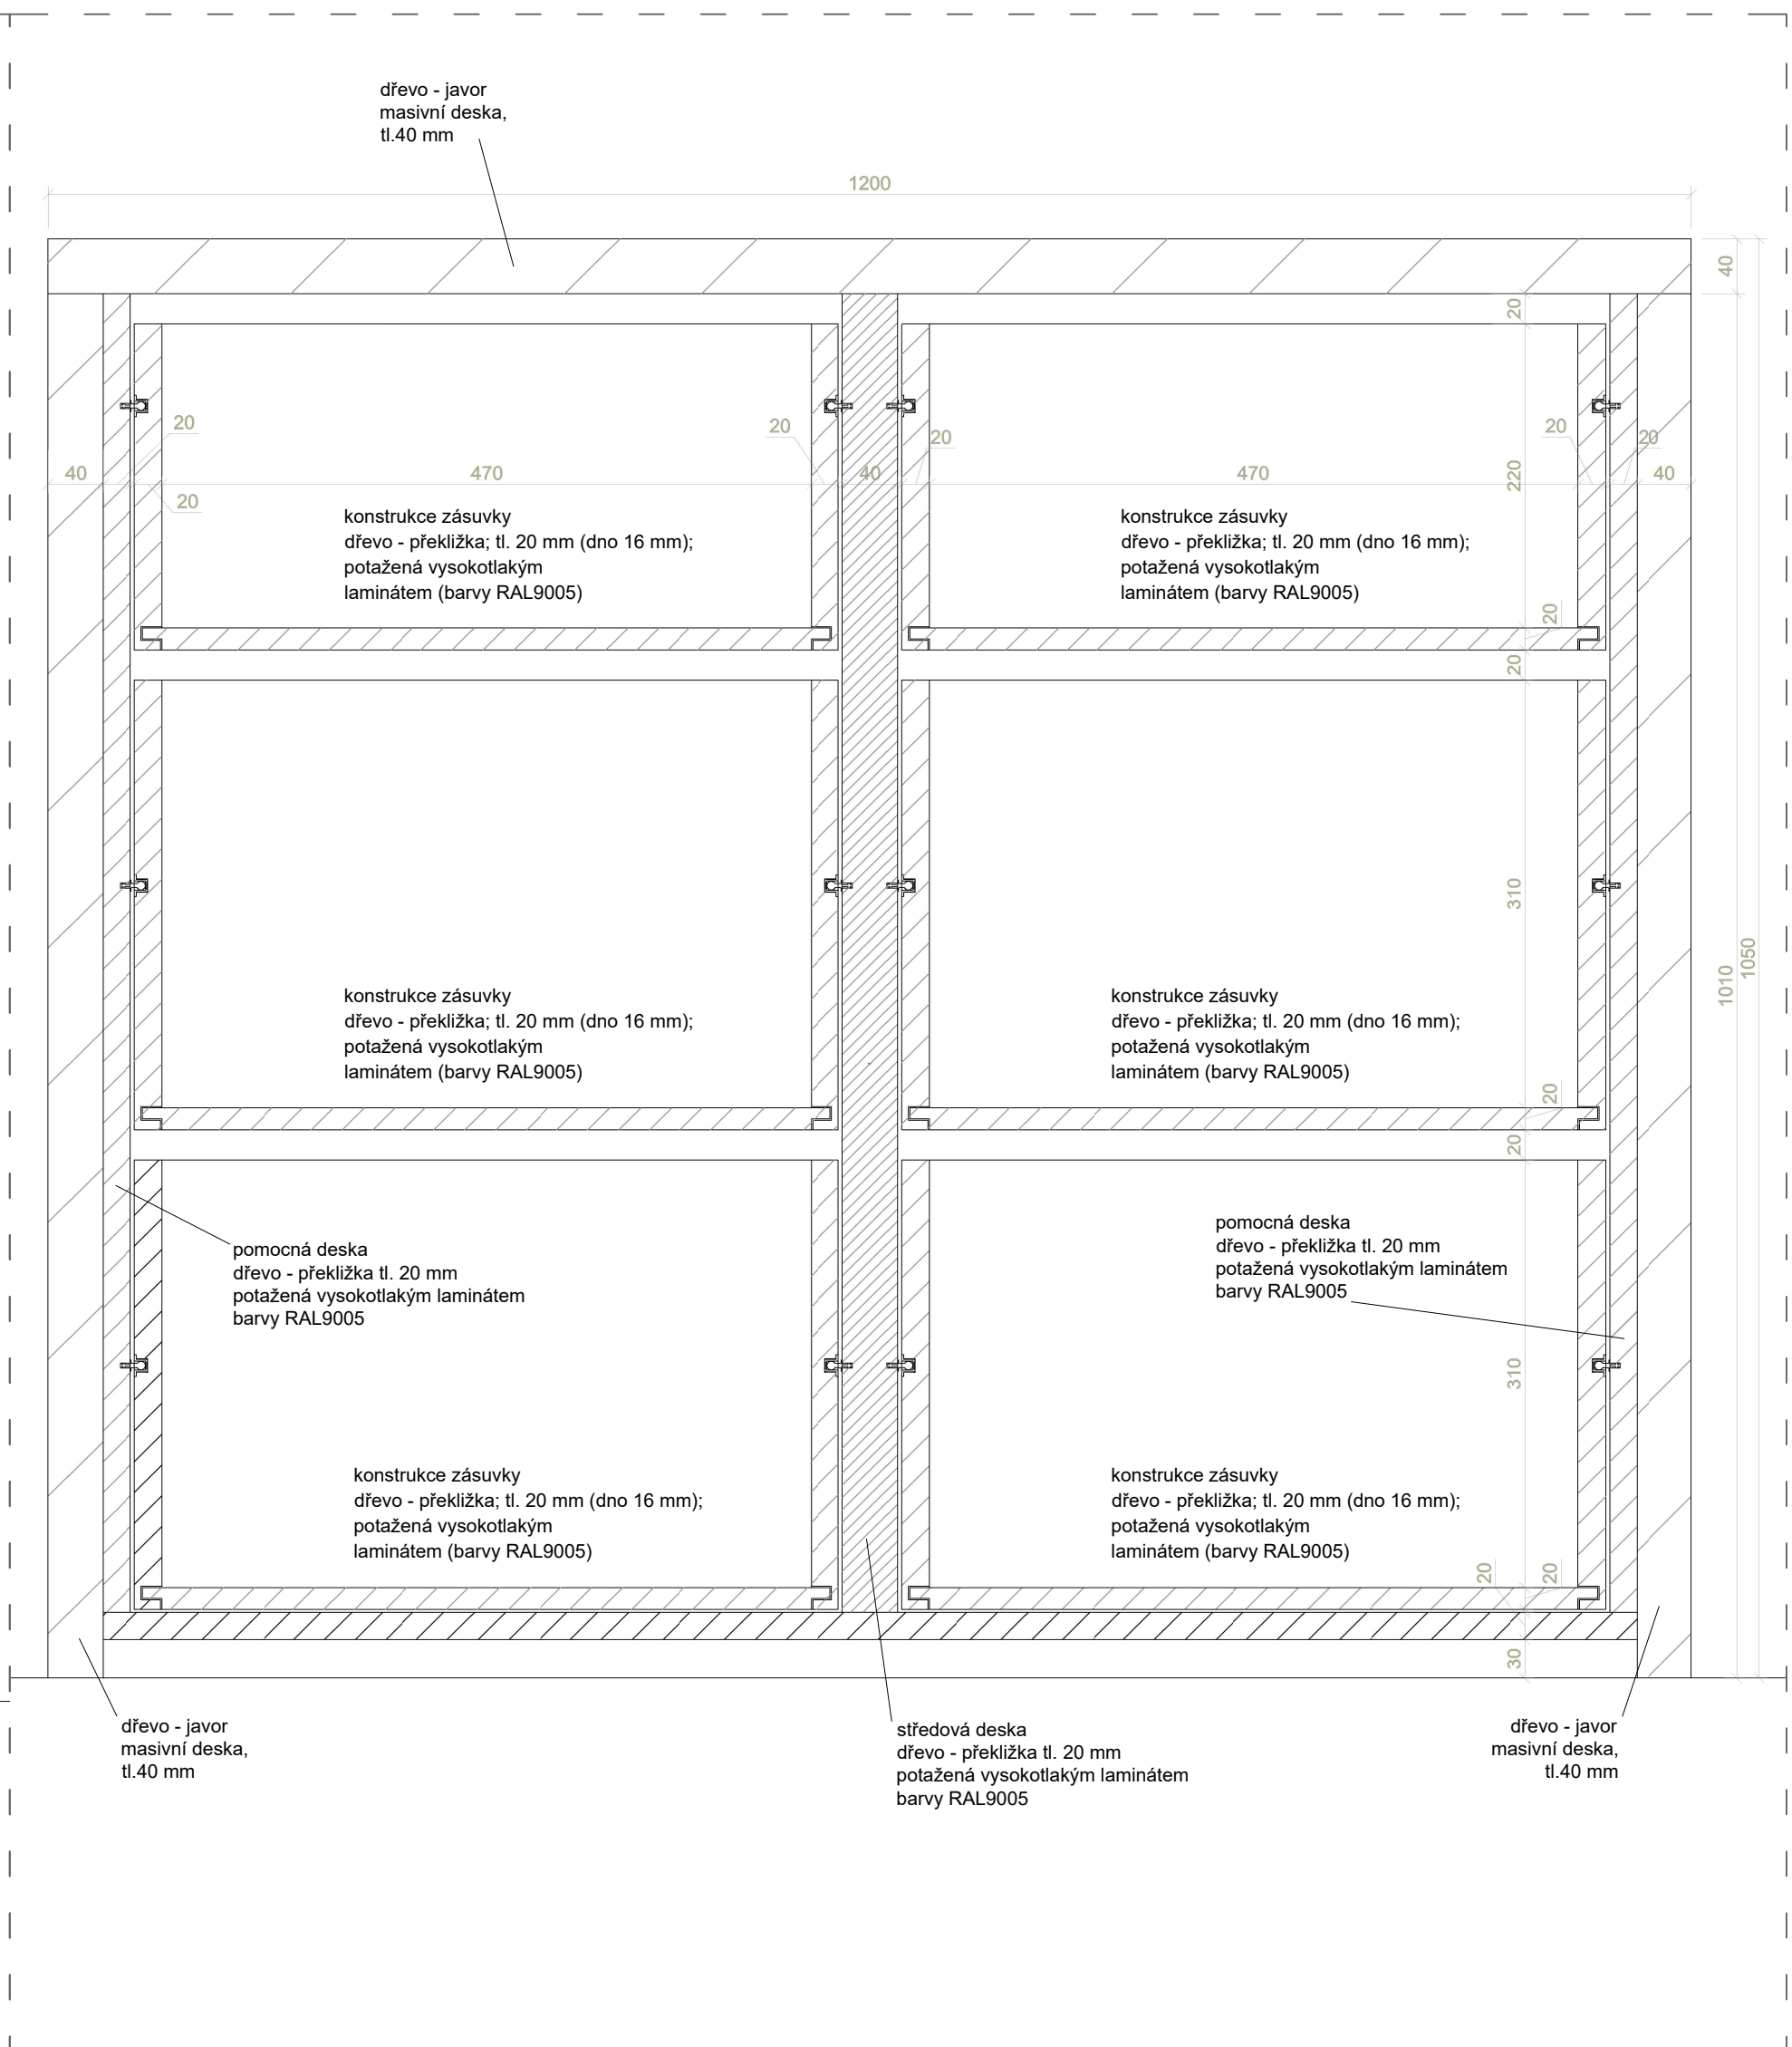 dřevo - javor
masivní deska,
tl.40 mm
1200
40
20
20
20
20
20
20
40
20
470
40
470
220
40
20
konstrukce zásuvky
dřevo - překližka; tl. 20 mm (dno 16 mm);
potažená vysokotlakým
laminátem (barvy RAL9005)
konstrukce zásuvky
dřevo - překližka; tl. 20 mm (dno 16 mm);
potažená vysokotlakým
laminátem (barvy RAL9005)
20
20
310
1010
1050
konstrukce zásuvky
dřevo - překližka; tl. 20 mm (dno 16 mm);
potažená vysokotlakým
laminátem (barvy RAL9005)
konstrukce zásuvky
dřevo - překližka; tl. 20 mm (dno 16 mm);
potažená vysokotlakým
laminátem (barvy RAL9005)
20
20
pomocná deska
dřevo - překližka tl. 20 mm
potažená vysokotlakým laminátem
barvy RAL9005
pomocná deska
dřevo - překližka tl. 20 mm
potažená vysokotlakým laminátem
barvy RAL9005
310
konstrukce zásuvky
dřevo - překližka; tl. 20 mm (dno 16 mm);
potažená vysokotlakým
laminátem (barvy RAL9005)
konstrukce zásuvky
dřevo - překližka; tl. 20 mm (dno 16 mm);
potažená vysokotlakým
laminátem (barvy RAL9005)
20
20
30
dřevo - javor
masivní deska,
tl.40 mm
středová deska
dřevo - překližka tl. 20 mm
potažená vysokotlakým laminátem
barvy RAL9005
dřevo - javor
masivní deska,
tl.40 mm